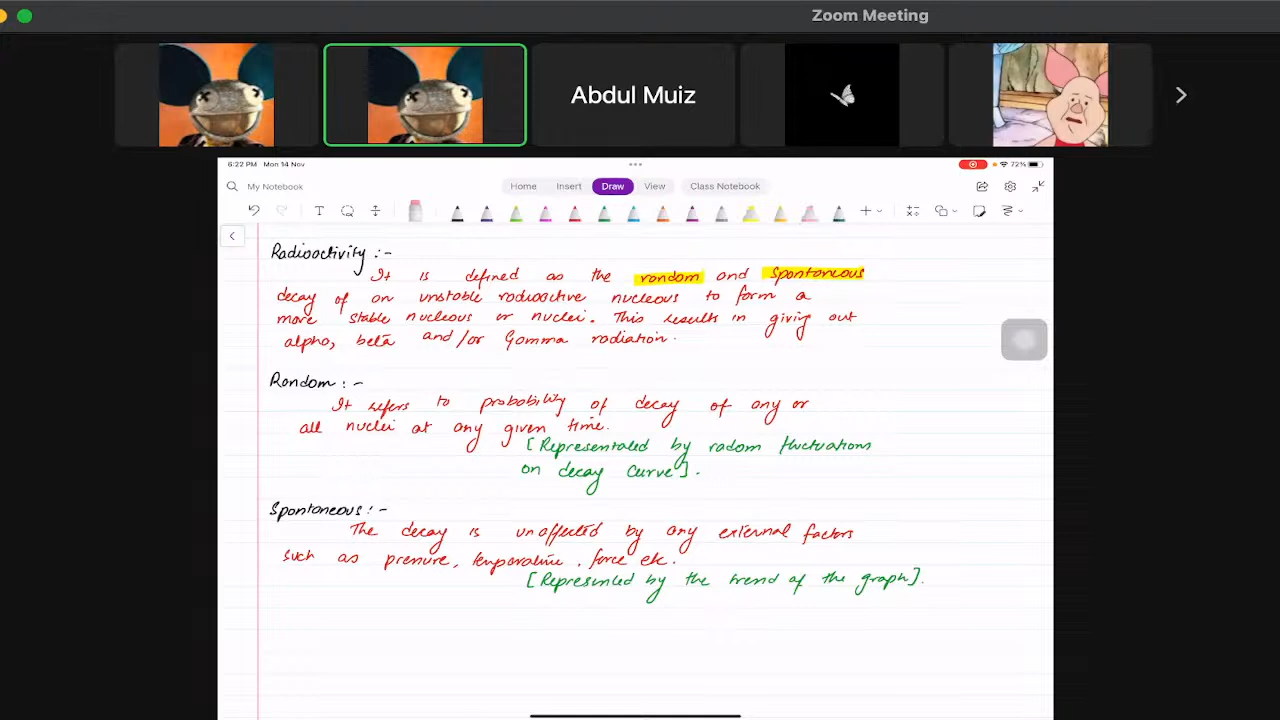 Zoom Meeting
Abdul Muiz
6:22 PM Mon 14 Nov
72%
My Notebook
Home Insert Draw View Class Notebook
Radioactivity :-
It is defined as the random and spontaneous
decay of an unstable radioactive nucleous to form a
more stable nucleous or nuclei. This results in giving out
alpha, beta and/or Gamma radiation.
Random :-
It refers to probability of decay of any or
all nuclei at any given time.
[Representaled by radom fluctuations
on decay curve].
Spontaneous :-
The decay is unaffected by any external factors
such as pressure, temperature, force etc.
[Represented by the trend of the graph].